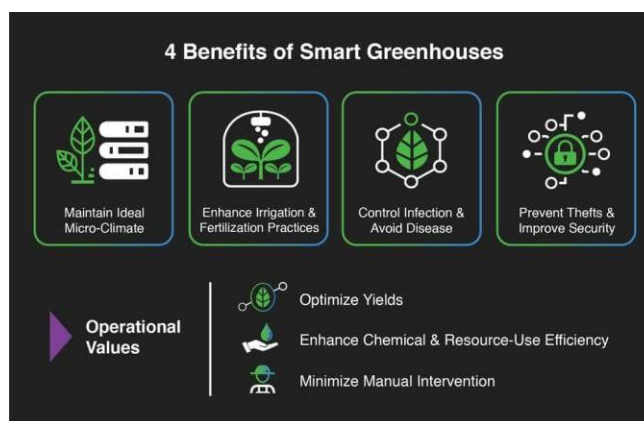 4 Benefits of Smart Greenhouses
Maintain Ideal
Micro-Climate
Enhance Irrigation &
Fertilization Practices
Control Infection &
Avoid Disease
Prevent Thefts &
Improve Security
Operational
Values
Optimize Yields
Enhance Chemical & Resource-Use Efficiency
Minimize Manual Intervention